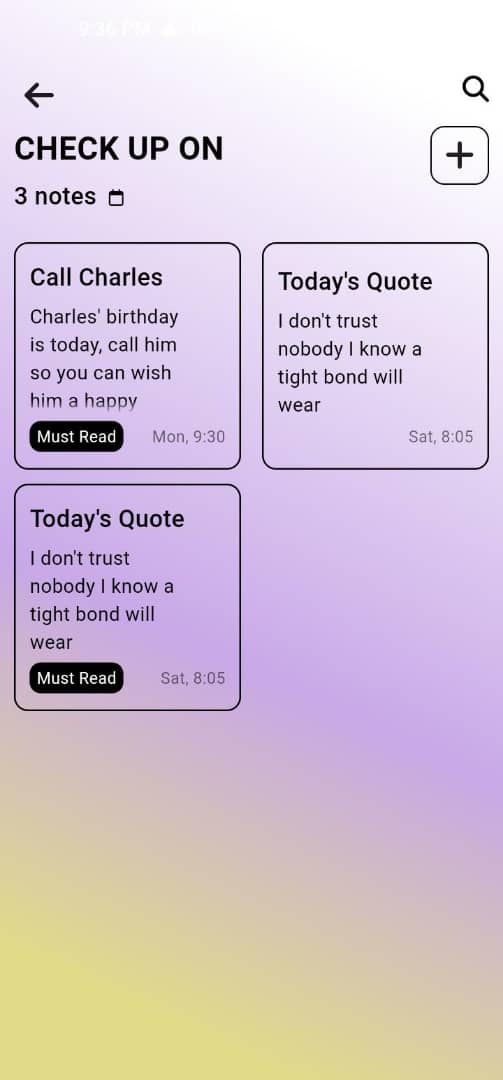 9:36 PM
CHECK UP ON
3 notes
Call Charles
Charles' birthday
is today, call him
so you can wish
him a happy
Must Read
Mon, 9:30
Today's Quote
I don't trust
nobody I know a
tight bond will
wear
Sat, 8:05
Today's Quote
I don't trust
nobody I know a
tight bond will
wear
Must Read
Sat, 8:05